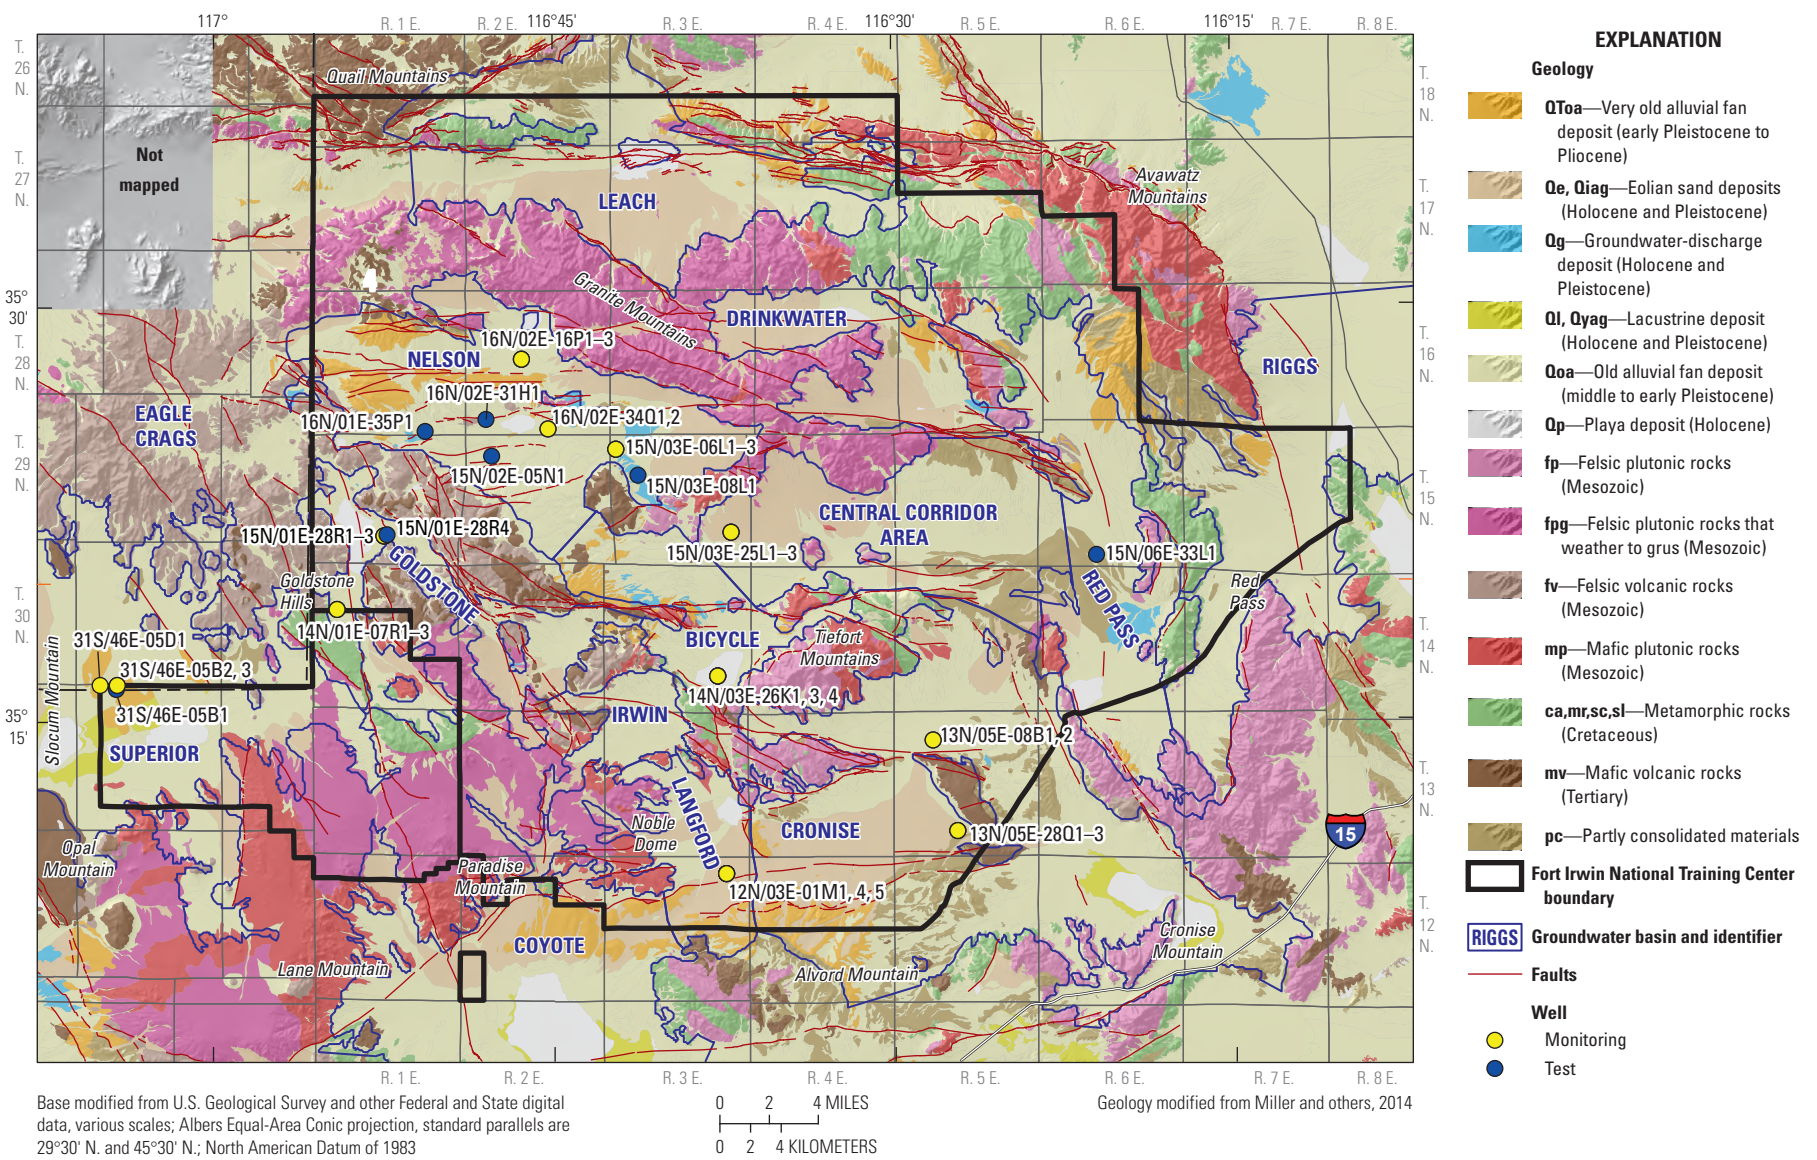 117°
R. 1 E.
R. 2 E.
116°45'
R. 3 E.
R. 4 E.
116°30'
R. 5 E.
R. 6 E.
116°15'
R. 7 E.
R. 8 E.
T.
26
N.
T.
27
N.
35°
30'
T.
28
N.
T.
29
N.
T.
30
N.
35°
15'
T.
18
N.
T.
17
N.
T.
16
N.
T.
15
N.
T.
14
N.
T.
13
N.
T.
12
N.
Quail Mountains
Not
mapped
LEACH
Avawatz
Mountains
Granite Mountains
DRINKWATER
16N/02E-16P1–3
NELSON
RIGGS
16N/02E-31H1
16N/01E-35P1
16N/02E-34Q1,2
EAGLE
CRAGS
15N/03E-06L1–3
15N/02E-05N1
15N/03E-08L1
CENTRAL CORRIDOR
AREA
15N/01E-28R1–3
15N/01E-28R4
15N/03E-25L1–3
15N/06E-33L1
GOLDSTONE
Goldstone
Hills
RED PASS
Red
Pass
14N/01E-07R1–3
BICYCLE
Tiefort
Mountains
31S/46E-05D1
31S/46E-05B2, 3
31S/46E-05B1
14N/03E-26K1, 3, 4
Slocum Mountain
SUPERIOR
IRWIN
13N/05E-08B1, 2
LANGFORD
Noble
Dome
CRONISE
13N/05E-28Q1–3
Opal
Mountain
Paradise
Mountain
12N/03E-01M1, 4, 5
15
COYOTE
Cronise
Mountain
Lane Mountain
Alvord Mountain
R. 1 E.
R. 2 E.
R. 3 E.
R. 4 E.
R. 5 E.
R. 6 E.
R. 7 E.
R. 8 E.
Base modified from U.S. Geological Survey and other Federal and State digital
data, various scales; Albers Equal-Area Conic projection, standard parallels are
29°30' N. and 45°30' N.; North American Datum of 1983
0 2 4 MILES
0 2 4 KILOMETERS
Geology modified from Miller and others, 2014
EXPLANATION
Geology
QToa—Very old alluvial fan
deposit (early Pleistocene to
Pliocene)
Qe, Qiag—Eolian sand deposits
(Holocene and Pleistocene)
Qg—Groundwater-discharge
deposit (Holocene and
Pleistocene)
Ql, Qyag—Lacustrine deposit
(Holocene and Pleistocene)
Qoa—Old alluvial fan deposit
(middle to early Pleistocene)
Qp—Playa deposit (Holocene)
fp—Felsic plutonic rocks
(Mesozoic)
fpg—Felsic plutonic rocks that
weather to grus (Mesozoic)
fv—Felsic volcanic rocks
(Mesozoic)
mp—Mafic plutonic rocks
(Mesozoic)
ca,mr,sc,sl—Metamorphic rocks
(Cretaceous)
mv—Mafic volcanic rocks
(Tertiary)
pc—Partly consolidated materials
Fort Irwin National Training Center
boundary
RIGGS Groundwater basin and identifier
Faults
Well
Monitoring
Test